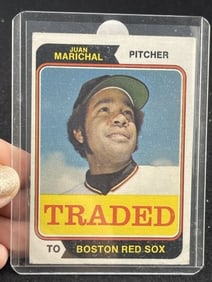 JUAN
MARICHAL PITCHER
TRADED
TO BOSTON RED SOX